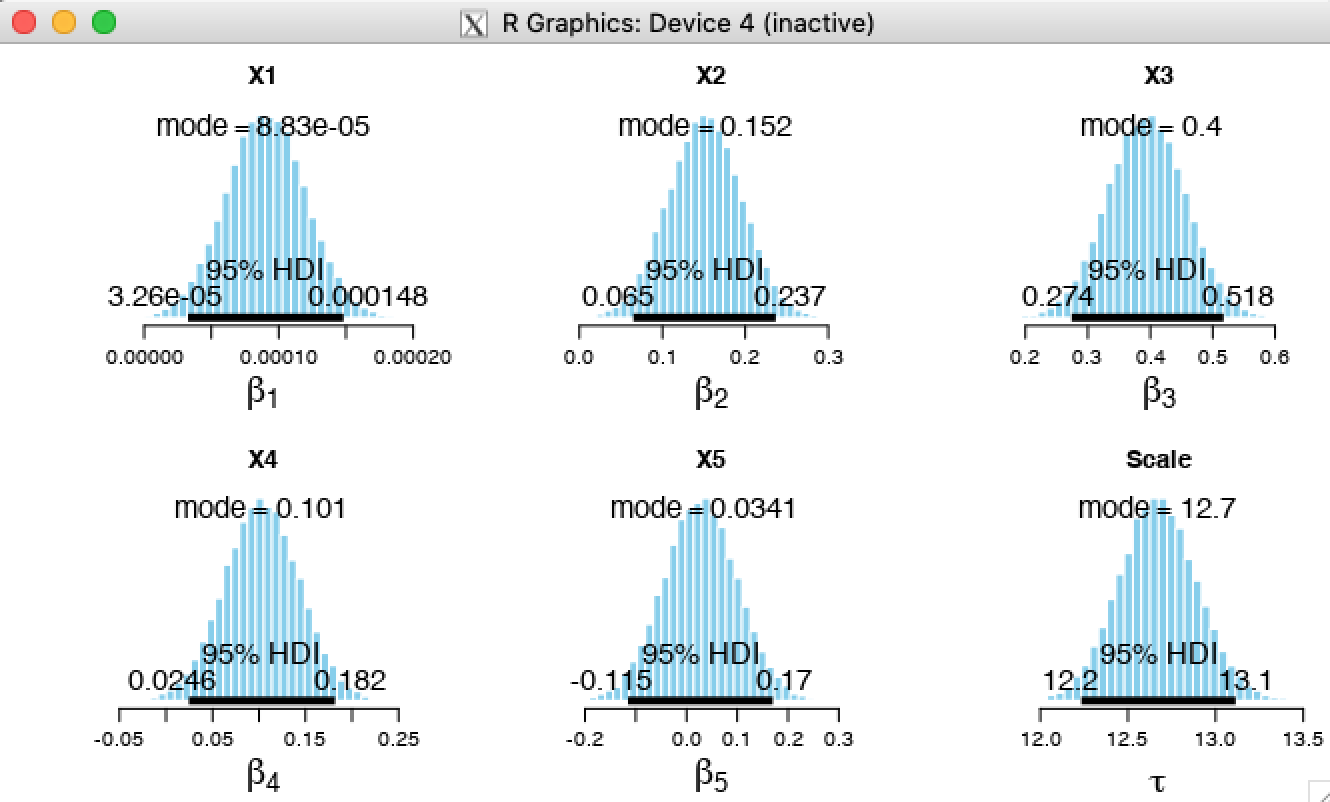 R Graphics: Device 4 (inactive)
X1
mode = 8.83e-05
95% HDI
3.26e-05 0.000148
0.00000 0.00010 0.00020
β1
X2
mode = 0.152
95% HDI
0.065 0.237
0.0 0.1 0.2 0.3
β2
X3
mode = 0.4
95% HDI
0.274 0.518
0.2 0.3 0.4 0.5 0.6
β3
X4
mode = 0.101
95% HDI
0.0246 0.182
-0.05 0.05 0.15 0.25
β4
X5
mode = 0.0341
95% HDI
-0.115 0.17
-0.2 0.0 0.1 0.2 0.3
β5
Scale
mode = 12.7
95% HDI
12.2 13.1
12.0 12.5 13.0 13.5
τ